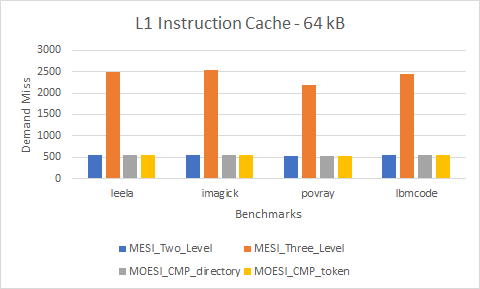 L1 Instruction Cache - 64 kB
3000
2500
2000
1500
1000
500
0
Demand Miss
leela imagick povray lbmcode
Benchmarks
MESI_Two_Level MESI_Three_Level
MOESI_CMP_directory MOESI_CMP_token